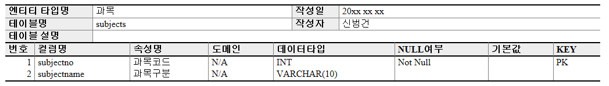 엔티티 타입명 과목 작성일 20xx xx xx
테이블명 subjects 작성자 신범건
테이블 설명
번호 컬럼명 속성명 도메인 데이터타입 NULL여부 기본값 KEY
1 subjectno 과목코드 N/A INT Not Null PK
2 subjectname 과목구분 N/A VARCHAR(10)